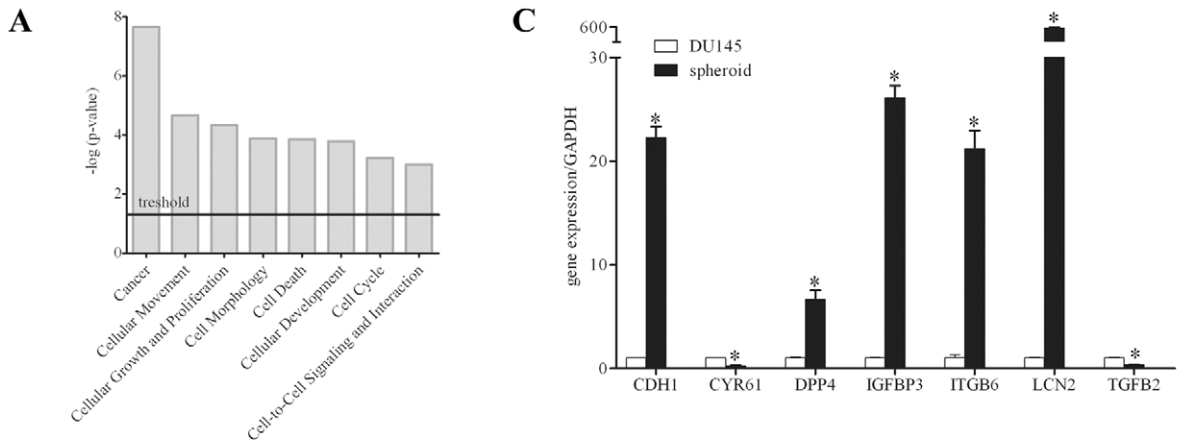 A
8
6
4
2
0
-log (p-value)
treshold
Cancer
Cellular Movement
Cellular Growth and Proliferation
Cell Morphology
Cell Death
Cellular Development
Cell Cycle
Cell-to-Cell Signaling and Interaction
C
600
30
20
10
0
gene expression/GAPDH
DU145
spheroid
* * * * * * *
CDH1 CYR61 DPP4 IGFBP3 ITGB6 LCN2 TGFB2